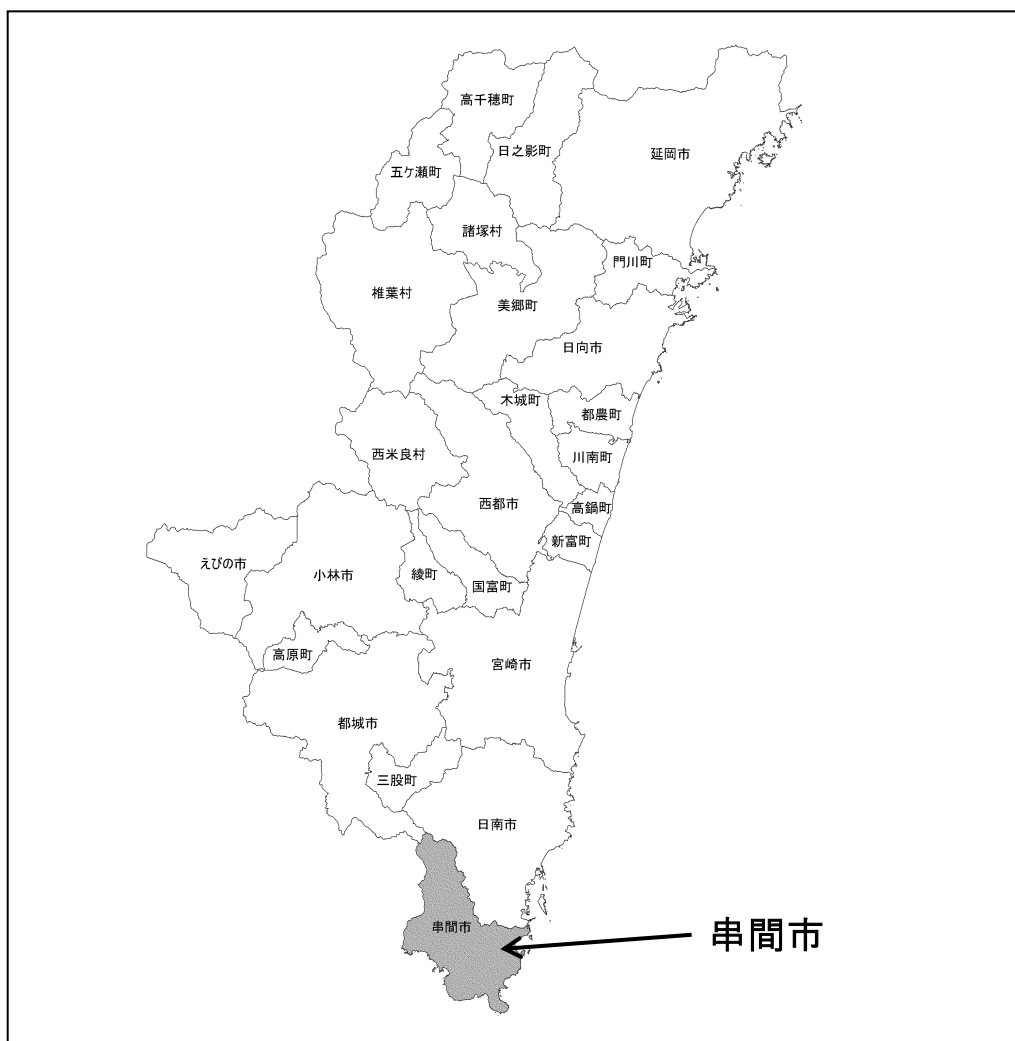 高千穂町
日之影町
延岡市
五ケ瀬町
諸塚村
門川町
椎葉村
美郷町
日向市
木城町
都農町
西米良村
川南町
西都市
高鍋町
新富町
えびの市
小林市
綾町
国富町
高原町
宮崎市
都城市
三股町
日南市
串間市
串間市